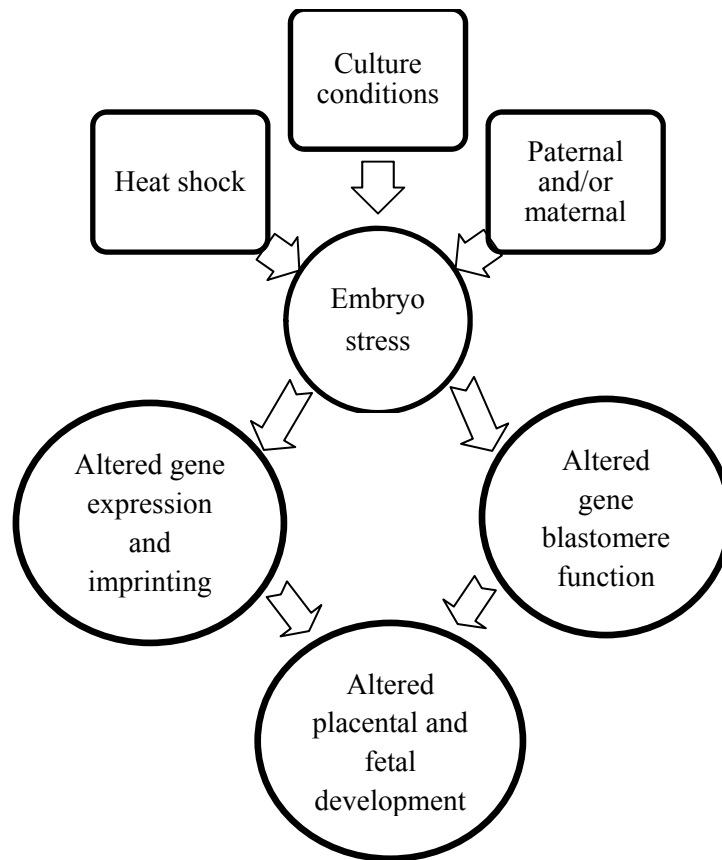 Culture
conditions
Heat shock
Paternal
and/or
maternal
Embryo
stress
Altered gene
expression
and
imprinting
Altered
gene
blastomere
function
Altered
placental and
fetal
development